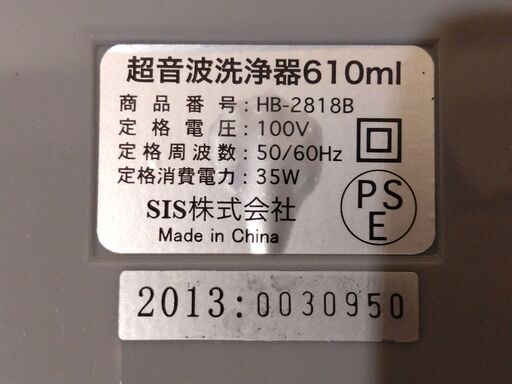 超音波洗浄器610ml
商品番号:HB-2818B
定格電圧:100V
定格周波数:50/60Hz
定格消費電力:35W
SIS株式会社
Made in China
PS
E
2013:0030950